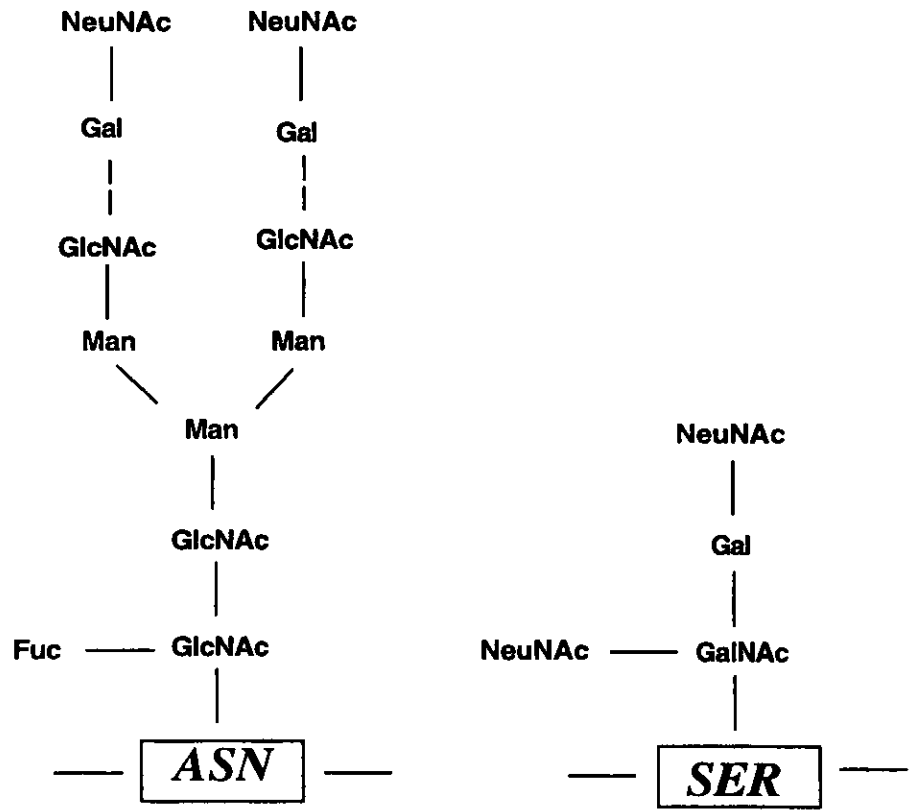 NeuNAc NeuNAc
Gal Gal
GlcNAc GlcNAc
Man Man
Man NeuNAc
GlcNAc Gal
Fuc GlcNAc NeuNAc GalNAc
ASN SER